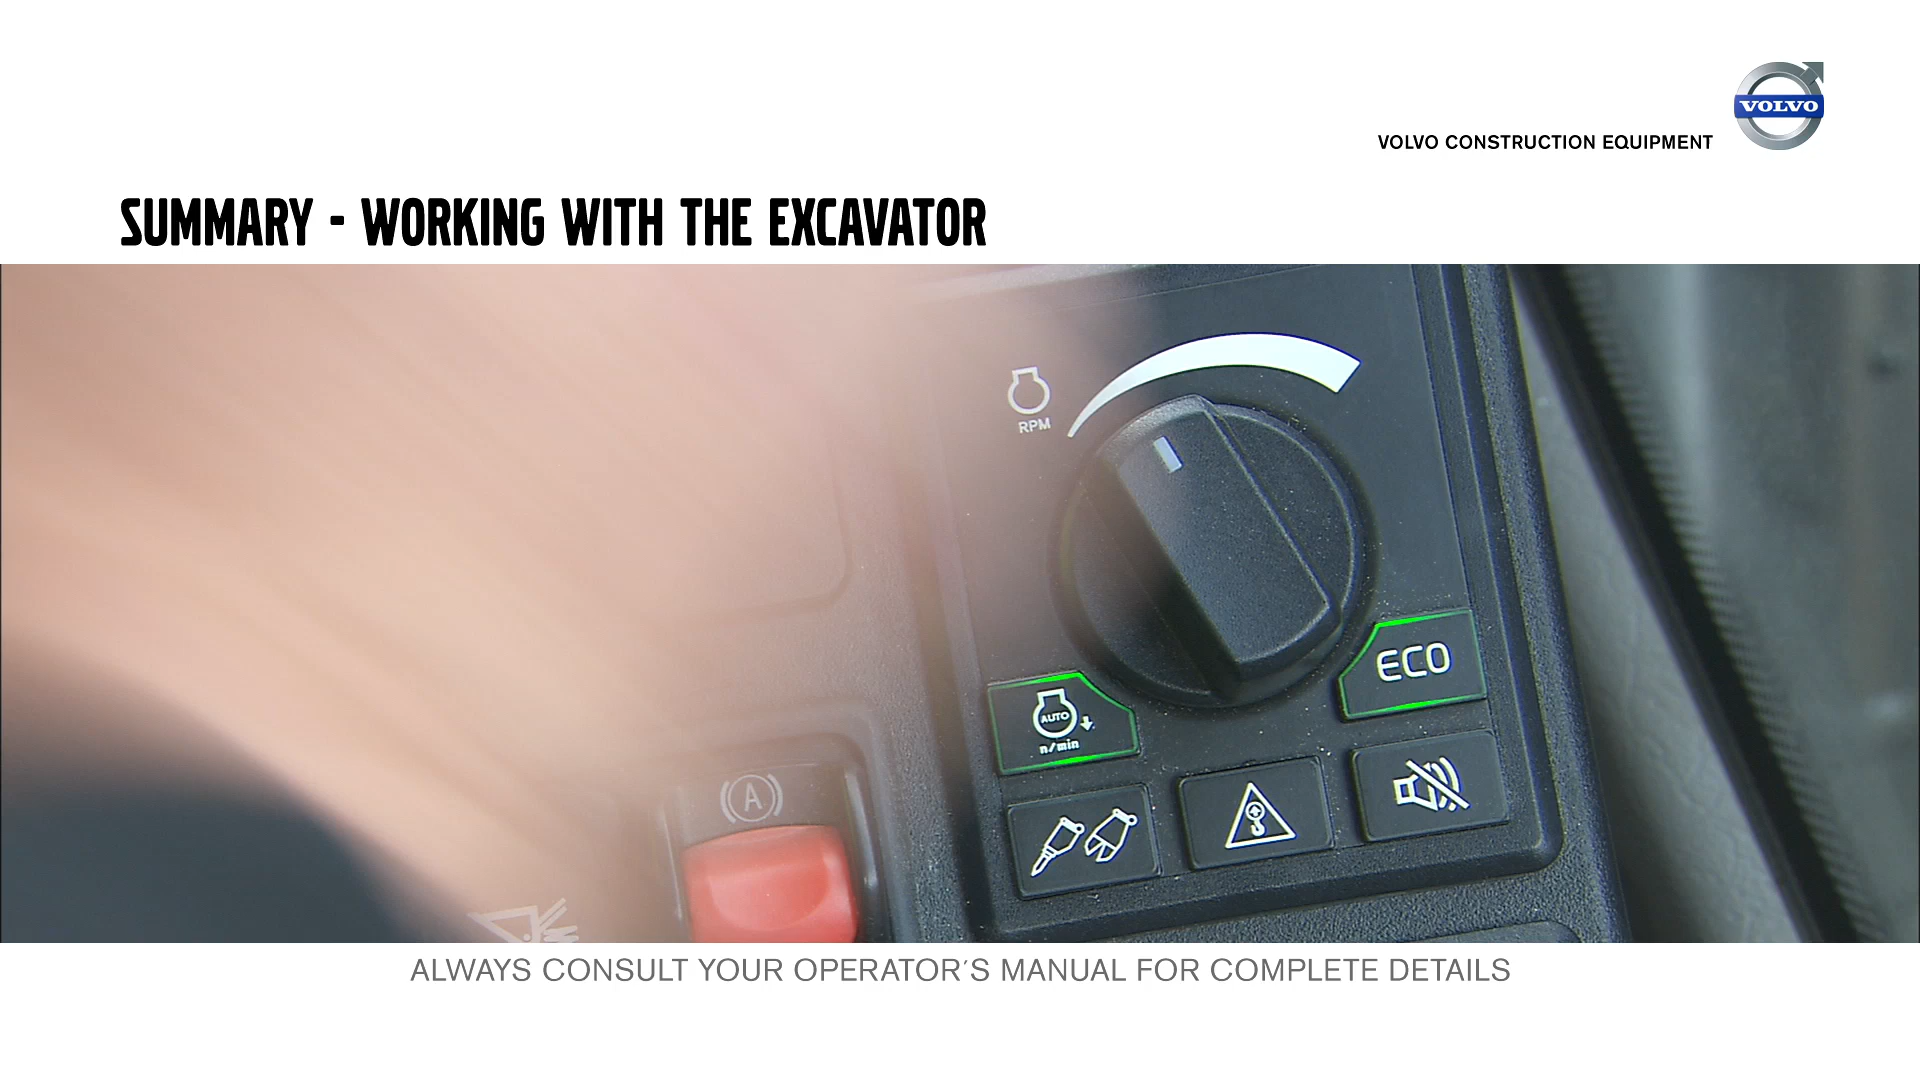 VOLVO
VOLVO CONSTRUCTION EQUIPMENT
SUMMARY - WORKING WITH THE EXCAVATOR
RPM
ECO
AUTO
n/min
A
ALWAYS CONSULT YOUR OPERATOR´S MANUAL FOR COMPLETE DETAILS